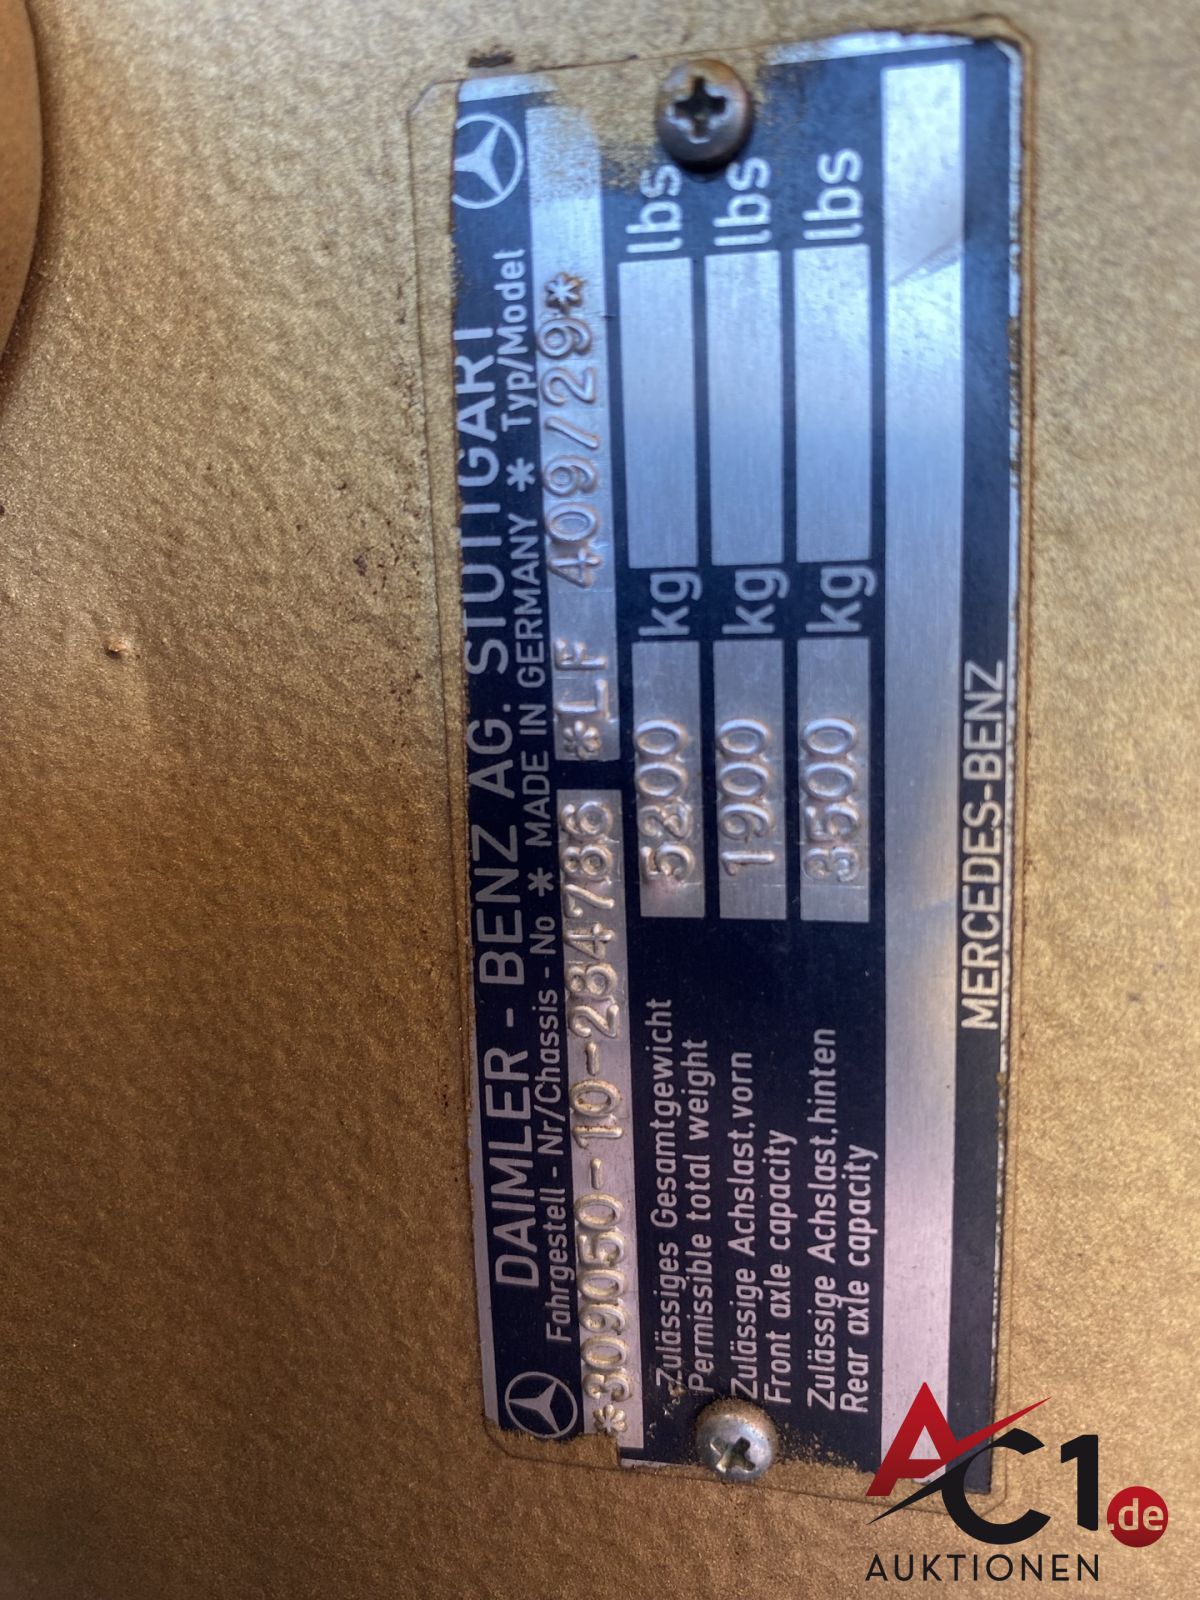 DAIMLER - BENZ AG. STUTTGART
Fahrgestell - Nr/Chassis - No * MADE IN GERMANY * Typ/Model
*309050-10-284786 *LF 409/29*
Zulässiges Gesamtgewicht
Permissible total weight
5200 kg lbs
Zulässige Achslast.vorn
Front axle capacity
1900 kg lbs
Zulässige Achslast.hinten
Rear axle capacity
3500 kg lbs
MERCEDES-BENZ
AC1.de
AUKTIONEN